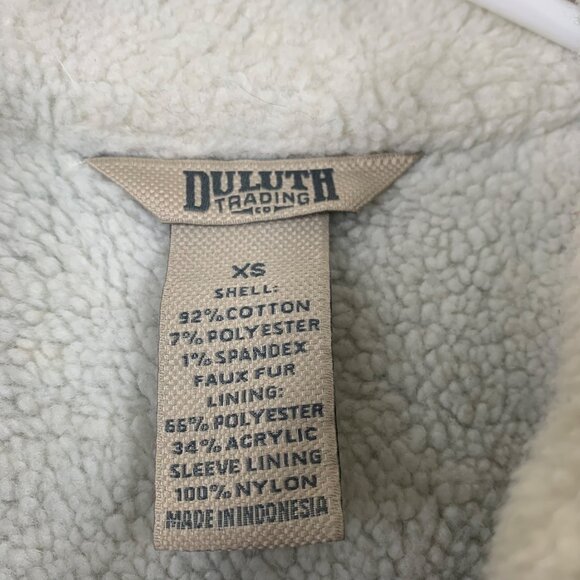 DULUTH
TRADING
CO
XS
SHELL:
92% COTTON
7% POLYESTER
1% SPANDEX
FAUX FUR
LINING:
66% POLYESTER
34% ACRYLIC
SLEEVE LINING
100% NYLON
MADE IN INDONESIA